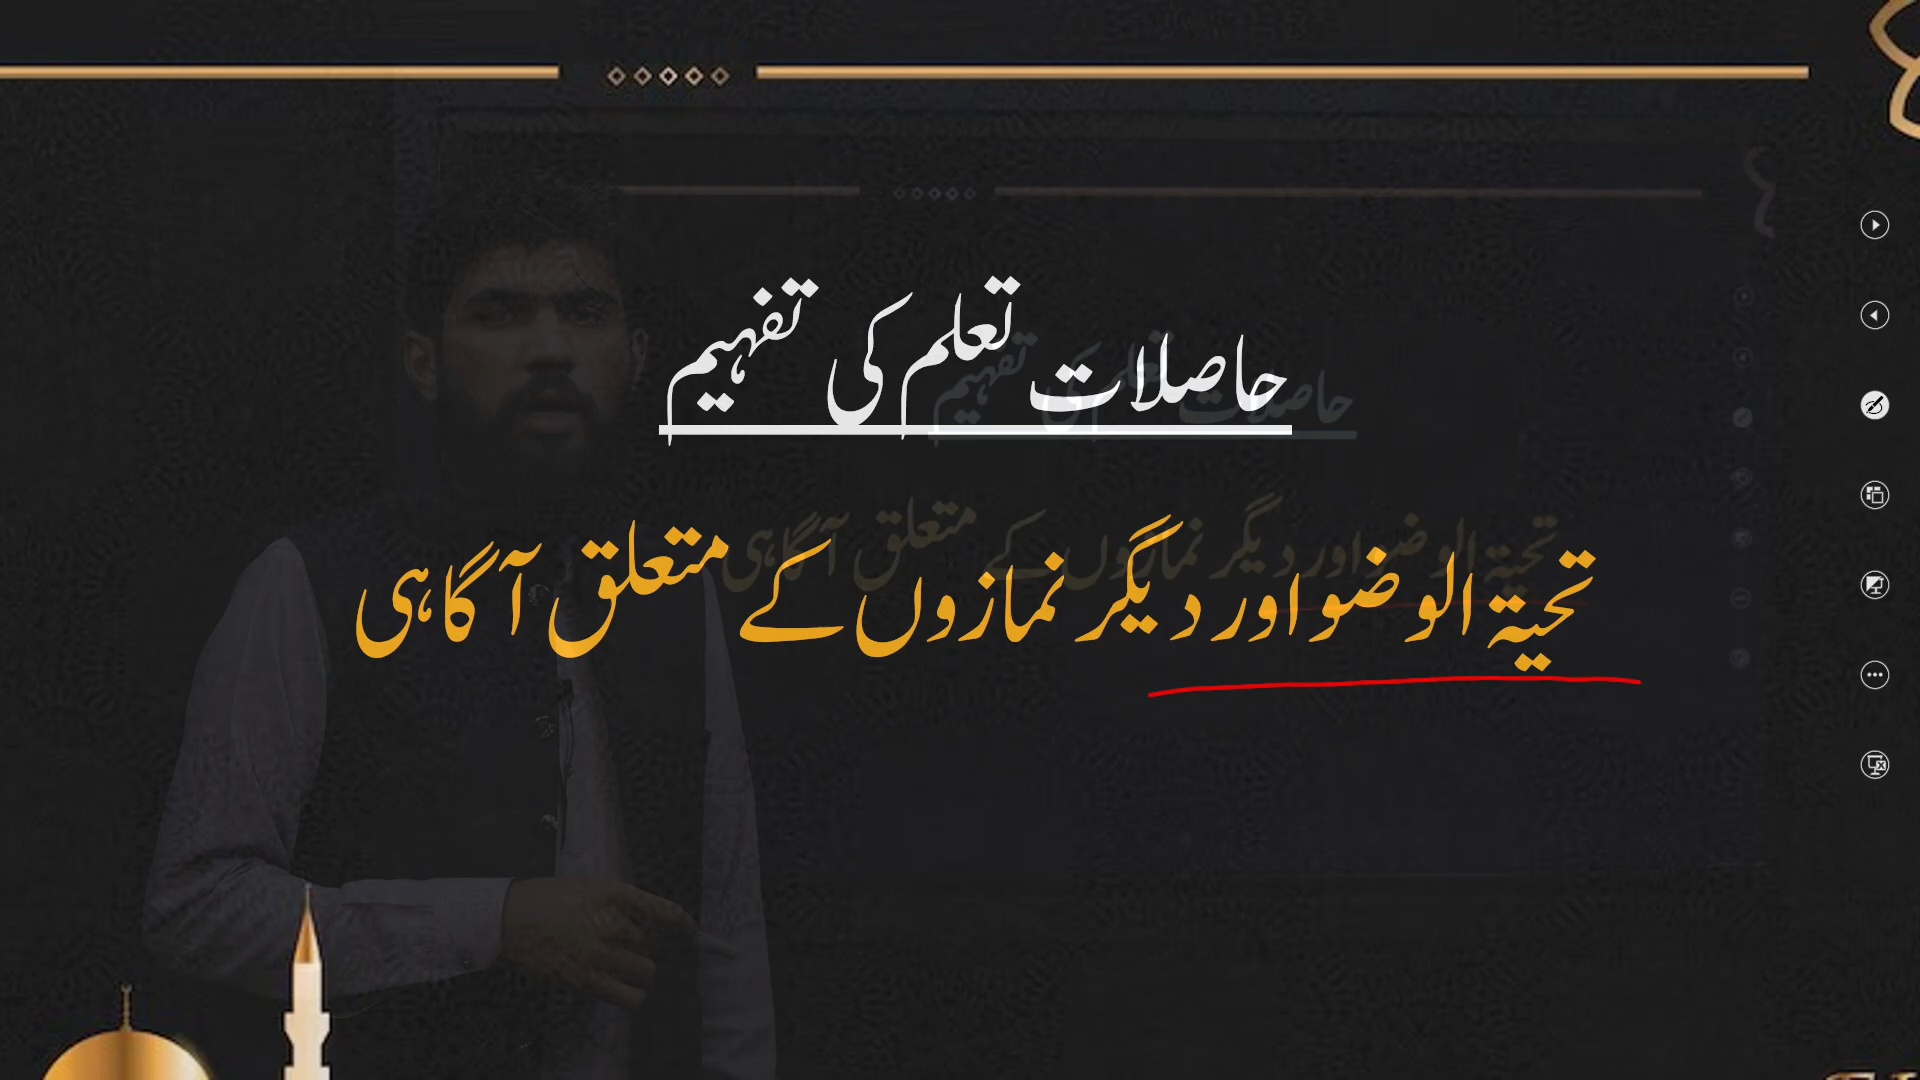 حاصلات تعلم کی تفہیم
تحیۃ الوضو اور دیگر نمازوں کے متعلق آگاہی